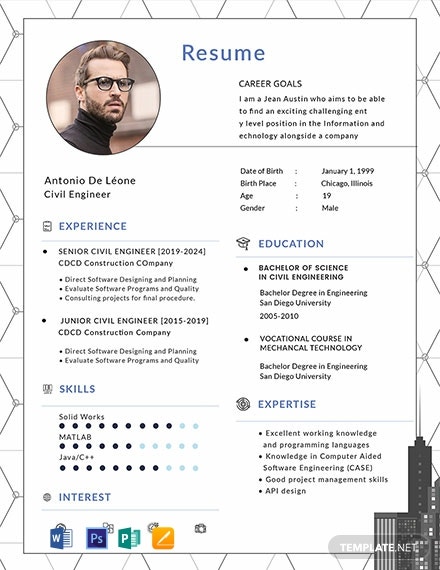 Resume
CAREER GOALS
I am a Jean Austin who aims to be able
to find an exciting challenging ent
y level position in the Information and
echnology alongside a company
Antonio De Léone
Civil Engineer
Date of Birth : January 1, 1999
Birth Place : Chicago, Illinois
Age : 19
Gender : Male
EXPERIENCE
• SENIOR CIVIL ENGINEER [2019-2024]
CDCD Construction COmpany
• Direct Software Designing and Planning
• Evaluate Software Programs and Quality
• Consulting projects for final procedure.
• JUNIOR CIVIL ENGINEER [2015-2019]
CDCD Construction Company
• Direct Software Designing and Planning
• Evaluate Software Programs and Quality
SKILLS
Solid Works
MATLAB
Java/C++
INTEREST
EDUCATION
• BACHELOR OF SCIENCE
IN CIVIL ENGINEERING
Bachelor Degree in Engineering
San Diego University
2005-2010
• VOCATIONAL COURSE IN
MECHANCAL TECHNOLOGY
Bachelor Degree in Engineering
San Diego University
EXPERTISE
• Excellent working knowledge
and programming languages
• Knowledge in Computer Aided
Software Engineering (CASE)
• Good project management skills
• API design
W
Ps
P
TEMPLATE.NET